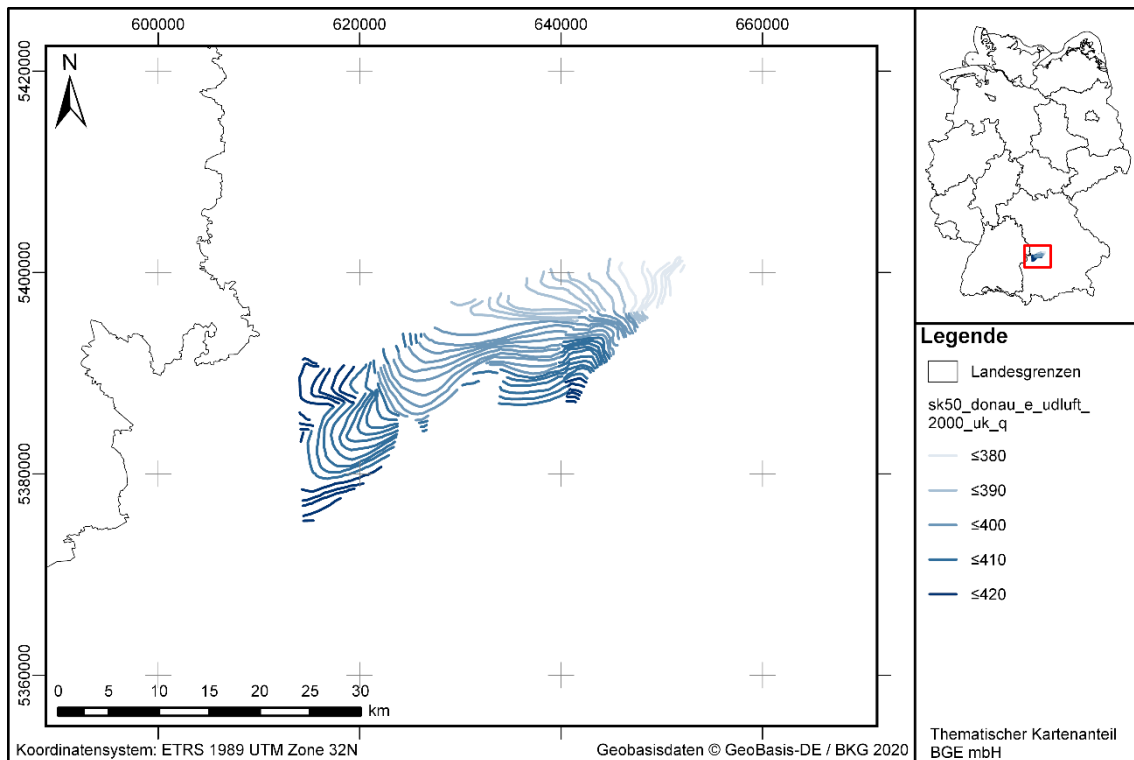 600000
620000
640000
660000
5420000
5400000
5380000
5360000
N
0 5 10 15 20 25 30
km
Koordinatensystem: ETRS 1989 UTM Zone 32N
Geobasisdaten © GeoBasis-DE / BKG 2020
Legende
Landesgrenzen
sk50_donau_e_udluft_
2000_uk_q
≤380
≤390
≤400
≤410
≤420
Thematischer Kartenanteil
BGE mbH